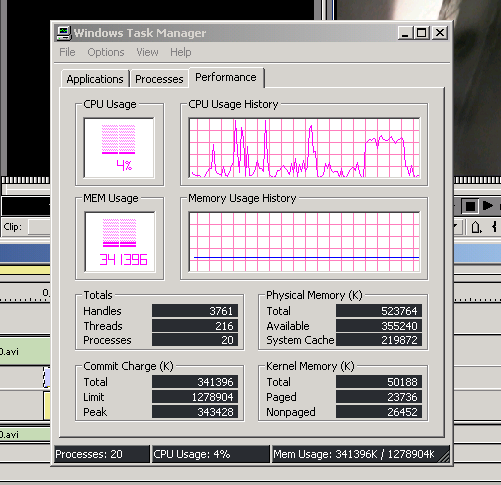 Windows Task Manager
File Options View Help
Applications Processes Performance
CPU Usage CPU Usage History
4%
MEM Usage Memory Usage History
341396
Totals Physical Memory (K)
Handles 3761 Total 523764
Threads 216 Available 355240
Processes 20 System Cache 219872
Commit Charge (K) Kernel Memory (K)
Total 341396 Total 50188
Limit 1278904 Paged 23736
Peak 343428 Nonpaged 26452
Processes: 20 CPU Usage: 4% Mem Usage: 341396K / 1278904K
Clip:
0.avi
0.avi